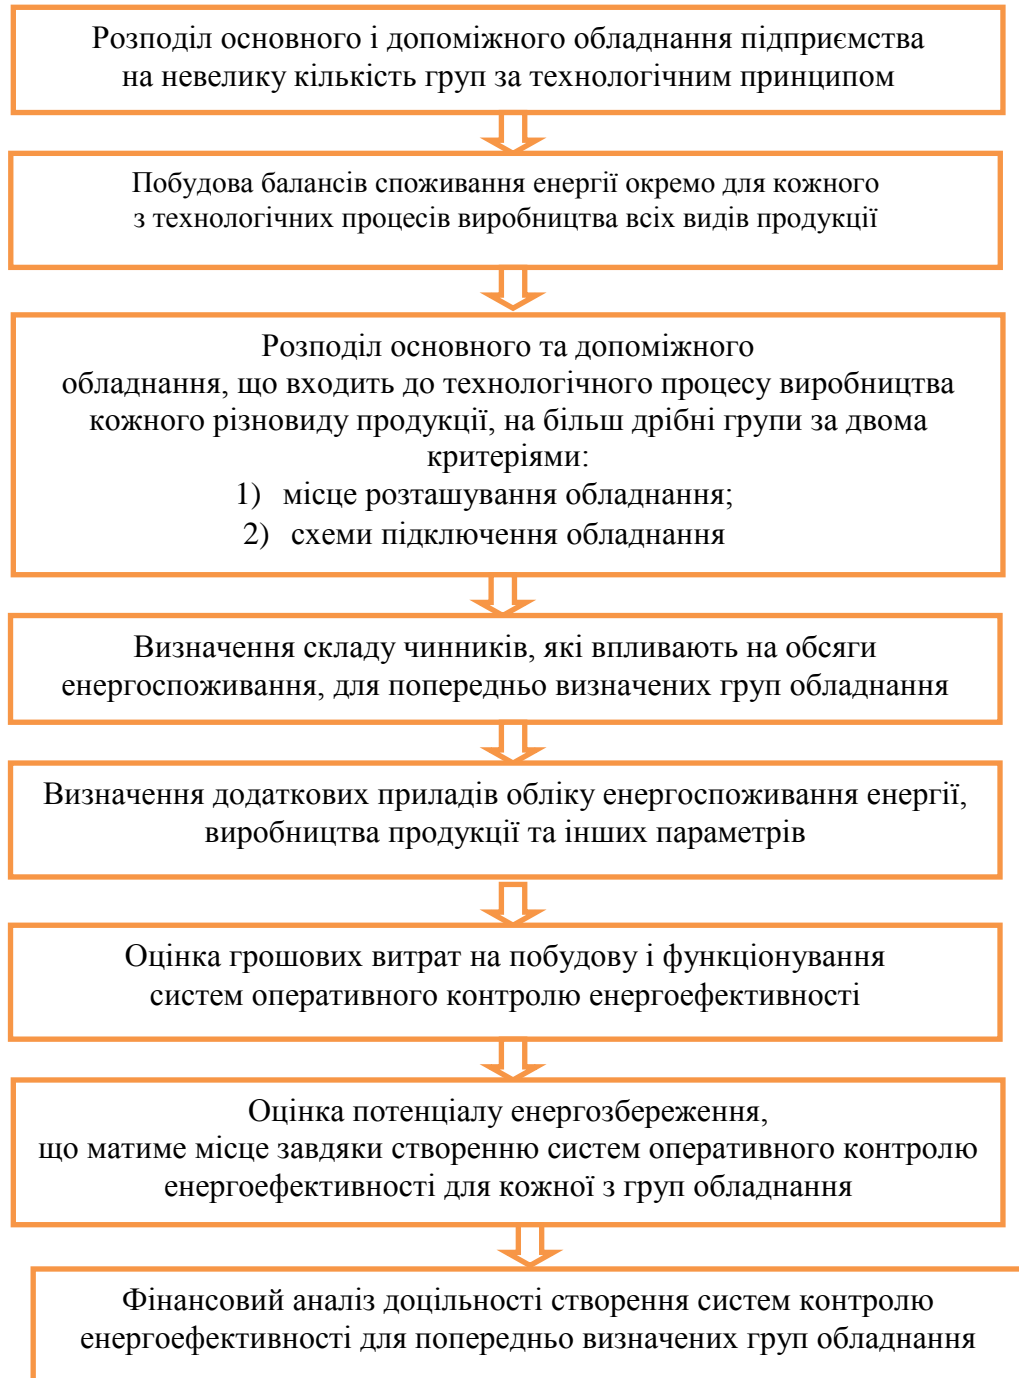 Розподіл основного і допоміжного обладнання підприємства
на невелику кількість груп за технологічним принципом
Побудова балансів споживання енергії окремо для кожного
з технологічних процесів виробництва всіх видів продукції
Розподіл основного та допоміжного
обладнання, що входить до технологічного процесу виробництва
кожного різновиду продукції, на більш дрібні групи за двома
критеріями:
1) місце розташування обладнання;
2) схеми підключення обладнання
Визначення складу чинників, які впливають на обсяги
енергоспоживання, для попередньо визначених груп обладнання
Визначення додаткових приладів обліку енергоспоживання енергії,
виробництва продукції та інших параметрів
Оцінка грошових витрат на побудову і функціонування
систем оперативного контролю енергоефективності
Оцінка потенціалу енергозбереження,
що матиме місце завдяки створенню систем оперативного контролю
енергоефективності для кожної з груп обладнання
Фінансовий аналіз доцільності створення систем контролю
енергоефективності для попередньо визначених груп обладнання